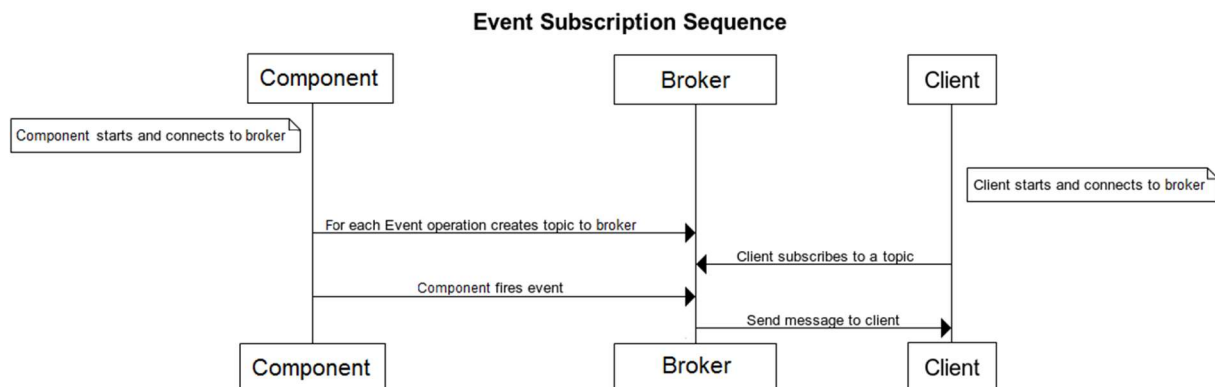 Event Subscription Sequence
Component
Broker
Client
Component starts and connects to broker
Client starts and connects to broker
For each Event operation creates topic to broker
Client subscribes to a topic
Component fires event
Send message to client
Component
Broker
Client